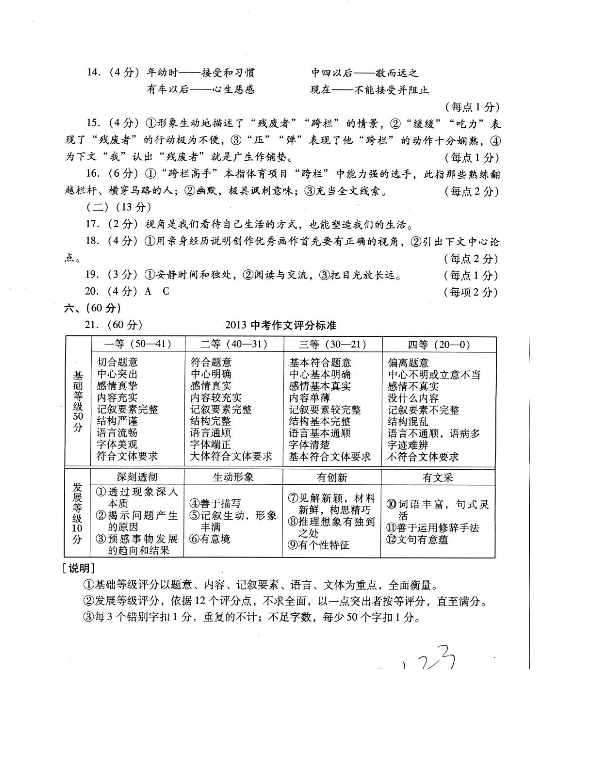 14.（4分）年幼时——接受和习惯 中四以后——敬而远之
有车以后——心生恶感 现在——不能接受并阻止
（每点1分）
15.（4分）①形象生动地描述了“残废者”“跨栏”的情景，②“缓缓”“吃力”表
现了“残废者”的行动极为不便，③“压”“弹”表现了他“跨栏”的动作十分娴熟，④
为下文“我”认出“残废者”就是广生作铺垫。 （每点1分）
16.（6分）①“跨栏高手”本指体育项目“跨栏”中能力强的选手，此指那些熟练翻
越栏杆、横穿马路的人；②幽默，极具讽刺意味；③充当全文线索。 （每点2分）
（二）（13分）
17.（2分）视角是我们看待自己生活的方式，也能塑造我们的生活。
18.（4分）①用亲身经历说明创作优秀画作首先要有正确的视角，②引出下文中心论
点。 （每点2分）
19.（3分）①安静时间和独处，②阅读与交流，③把目光放长远。 （每点1分）
20.（4分）A C （每项2分）
六、（60分）
21.（60分） 2013中考作文评分标准
一等（50—41） 二等（40—31） 三等（30—21） 四等（20—0）
基础等级50分
切合题意 符合题意 基本符合题意 偏离题意
中心突出 中心明确 中心基本明确 中心不明或立意不当
感情真挚 感情真实 感情基本真实 感情不真实
内容充实 内容较充实 内容单薄 没什么内容
记叙要素完整 记叙要素完整 记叙要素较完整 记叙要素不完整
结构严谨 结构完整 结构基本完整 结构混乱
语言流畅 语言通顺 语言基本通顺 语言不通顺，语病多
字体美观 字体端正 字体清楚 字迹难辨
符合文体要求 大体符合文体要求 基本符合文体要求 不符合文体要求
发展等级10分
深刻透彻 生动形象 有创新 有文采
①透过现象深入
本质
②揭示问题产生
的原因
③预感事物发展
的趋向和结果
④善于描写
⑤记叙生动，形象
丰满
⑥有意境
⑦见解新颖，材料
新鲜，构思精巧
⑧推理想象有独到
之处
⑨有个性特征
⑩词语丰富，句式灵
活
⑪善于运用修辞手法
⑫文句有意蕴
[说明]
①基础等级评分以题意、内容、记叙要素、语言、文体为重点，全面衡量。
②发展等级评分，依据12个评分点，不求全面，以一点突出者按等评分，直至满分。
③每3个错别字扣1分，重复的不计；不足字数，每少50个字扣1分。
123